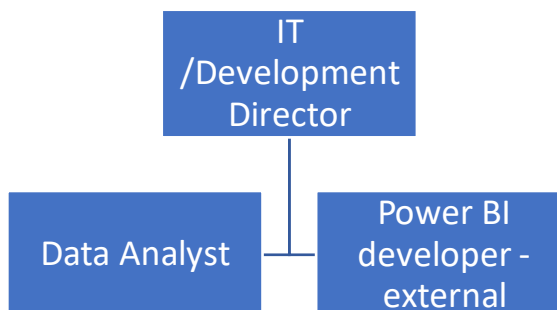 IT
/Development
Director
Data Analyst
Power BI
developer -
external